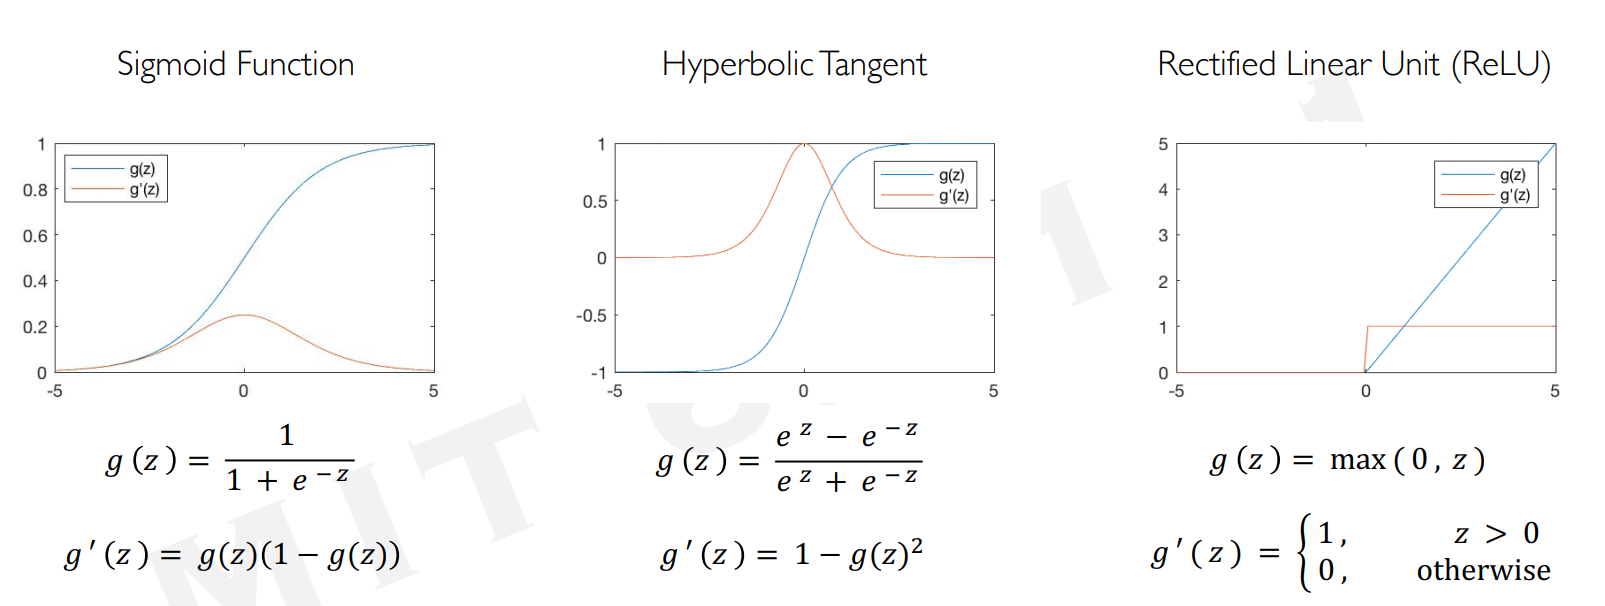 Sigmoid Function
1
0.8
0.6
0.4
0.2
0
-5
0
5
g(z)
g'(z)
g(z) = 1 / (1 + e^{-z})
g'(z) = g(z)(1 − g(z))
Hyperbolic Tangent
1
0.5
0
-0.5
-1
-5
0
5
g(z)
g'(z)
g(z) = (e^z − e^{-z}) / (e^z + e^{-z})
g'(z) = 1 − g(z)²
Rectified Linear Unit (ReLU)
5
4
3
2
1
0
-5
0
5
g(z)
g'(z)
g(z) = max(0, z)
g'(z) = { 1, z > 0
0, otherwise
MIT